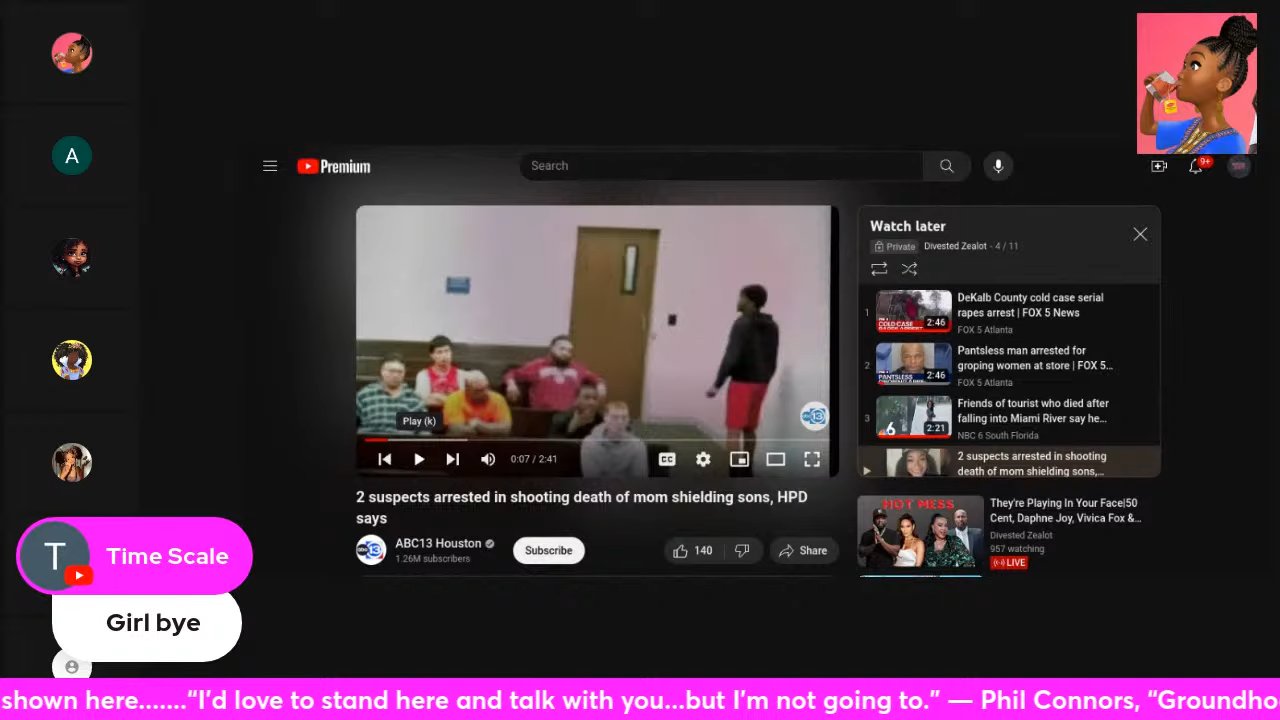 A
Premium
Search
9+
Watch later
Private
Divested Zealot - 4 / 11
1
2:46
DeKalb County cold case serial
rapes arrest | FOX 5 News
FOX 5 Atlanta
2
2:46
Pantsless man arrested for
groping women at store | FOX 5...
FOX 5 Atlanta
3
6
2:21
Friends of tourist who died after
falling into Miami River say he...
NBC 6 South Florida
2 suspects arrested in shooting
death of mom shielding sons,...
13
Play (k)
0:07 / 2:41
CC
2 suspects arrested in shooting death of mom shielding sons, HPD
says
ABC13 Houston
1.26M subscribers
Subscribe
140
Share
HOT MESS
They're Playing In Your Face|50
Cent, Daphne Joy, Vivica Fox &...
Divested Zealot
957 watching
LIVE
T
Time Scale
Girl bye
shown here.......“I’d love to stand here and talk with you...but I’m not going to.” — Phil Connors, “Groundho